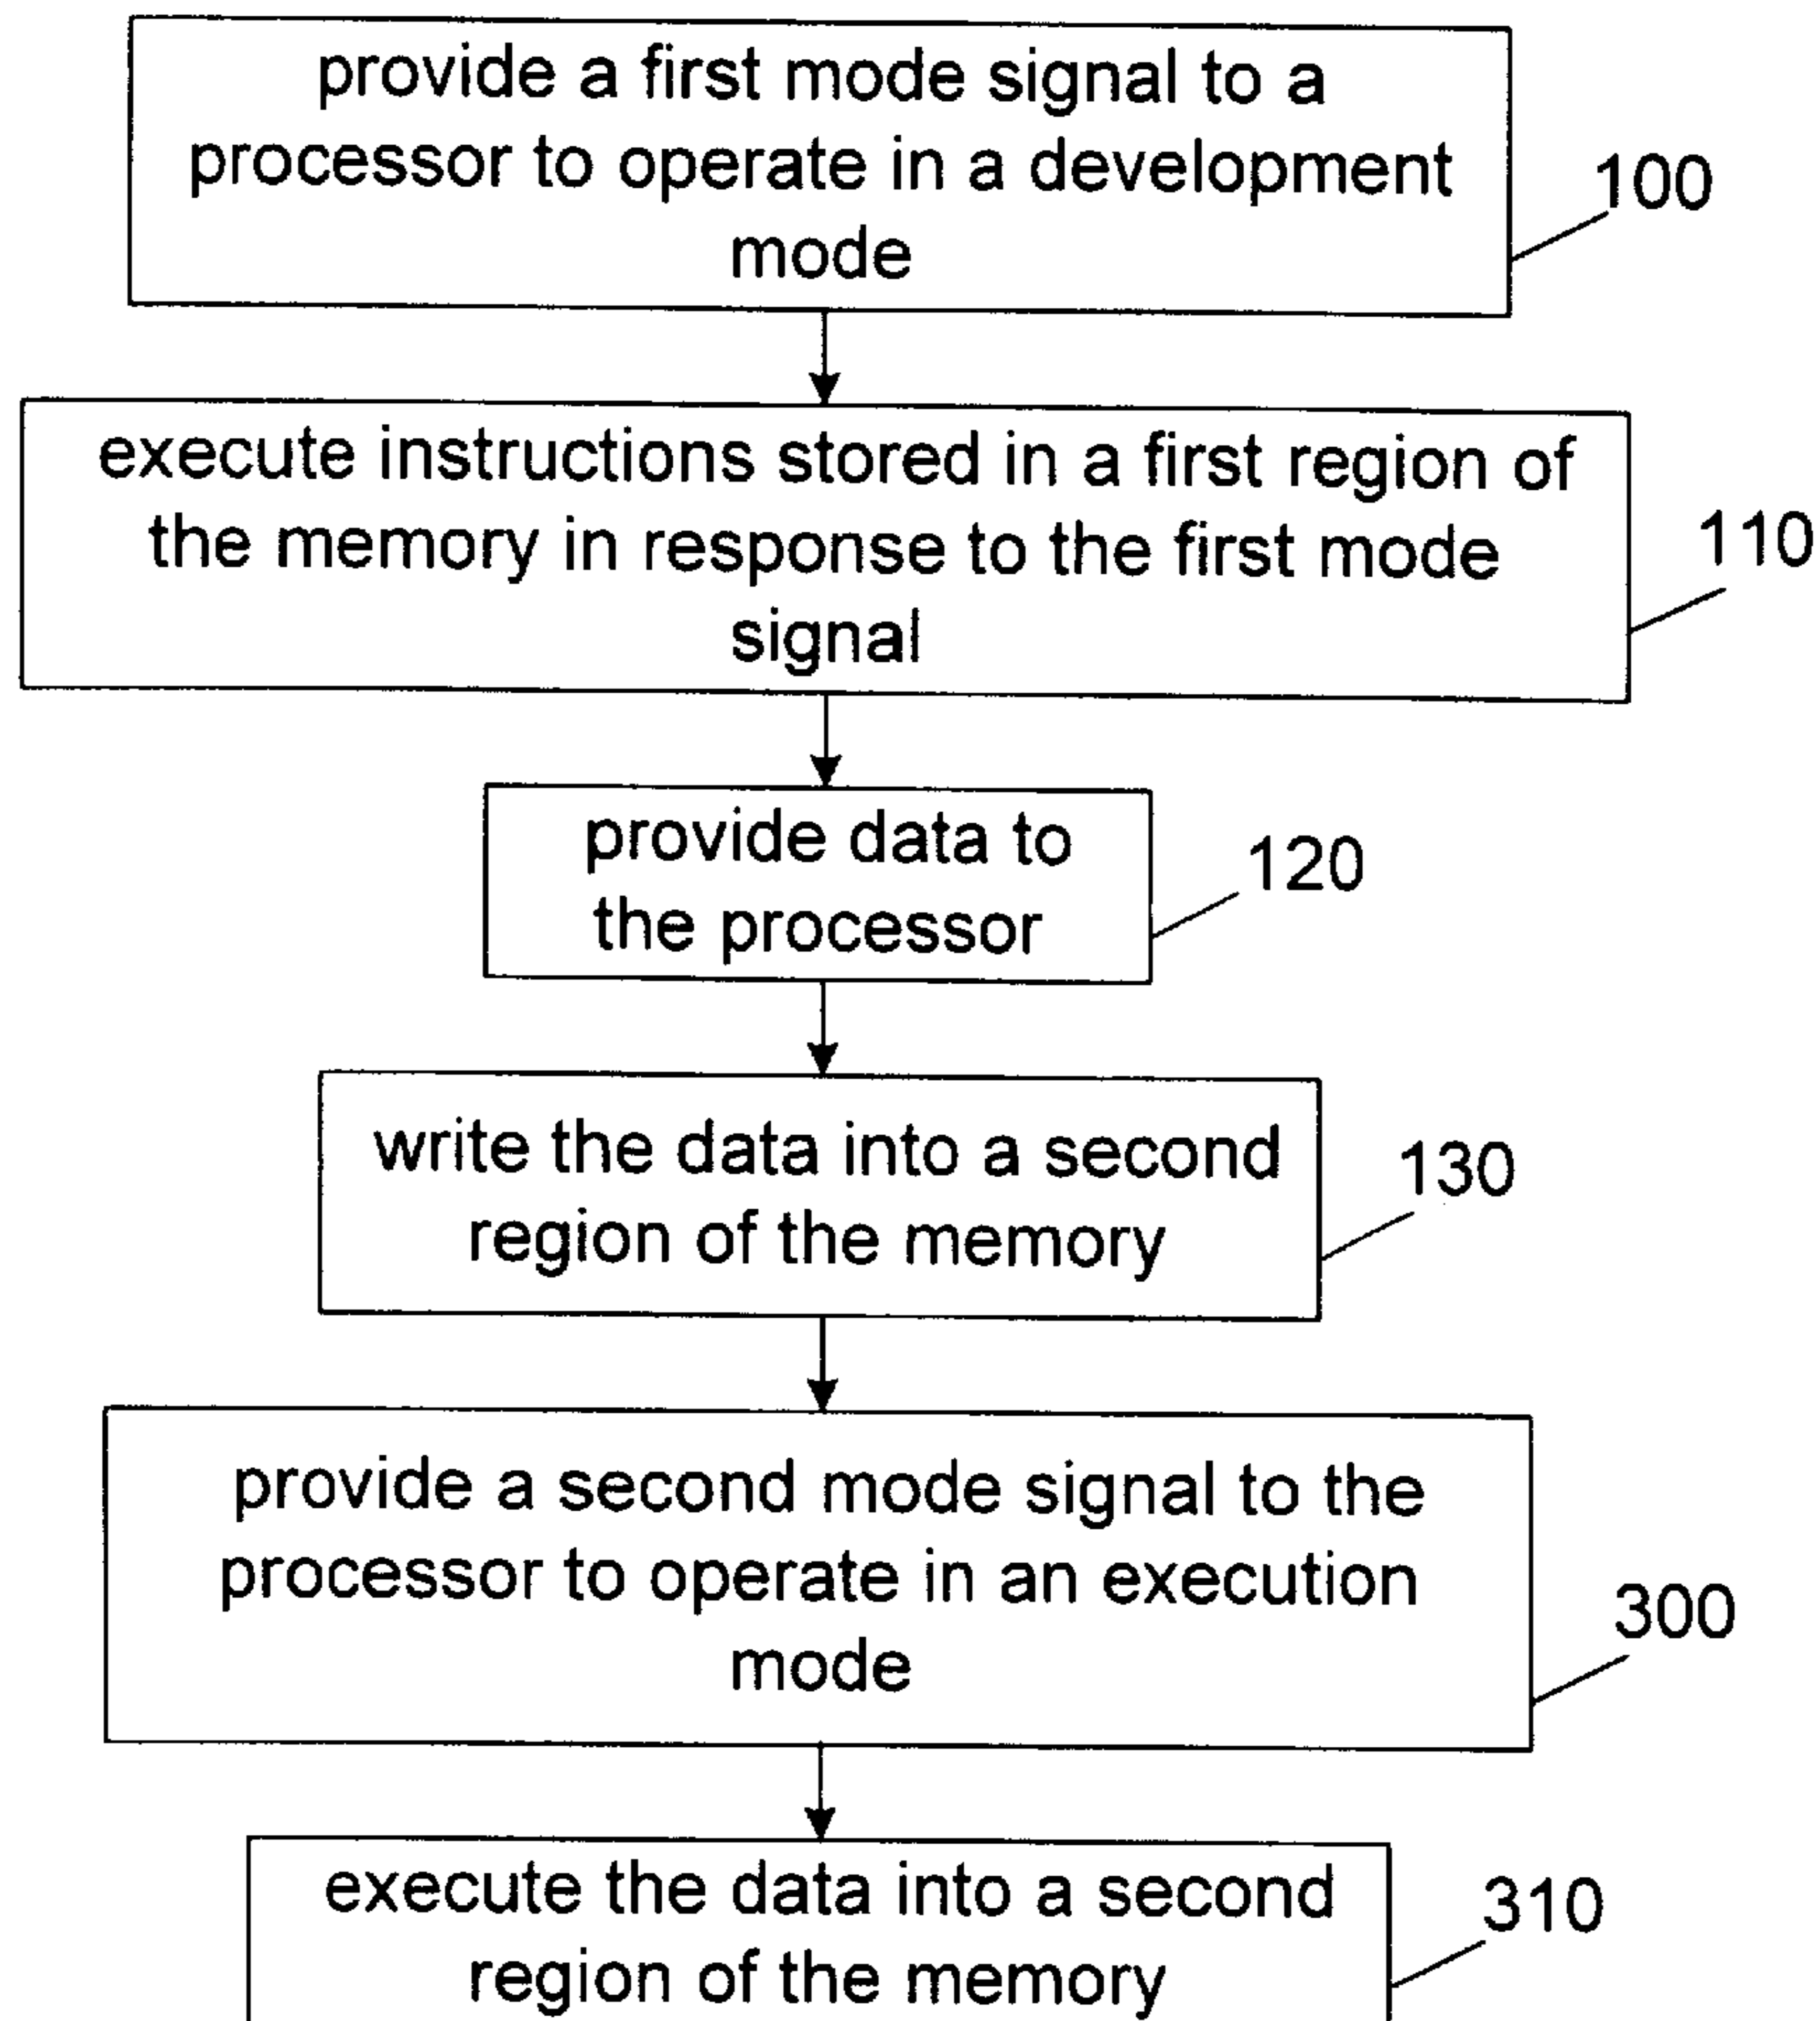 provide a first mode signal to a
processor to operate in a development
mode
100
execute instructions stored in a first region of
the memory in response to the first mode
signal
110
provide data to
the processor
120
write the data into a second
region of the memory
130
provide a second mode signal to the
processor to operate in an execution
mode
300
execute the data into a second
region of the memory
310